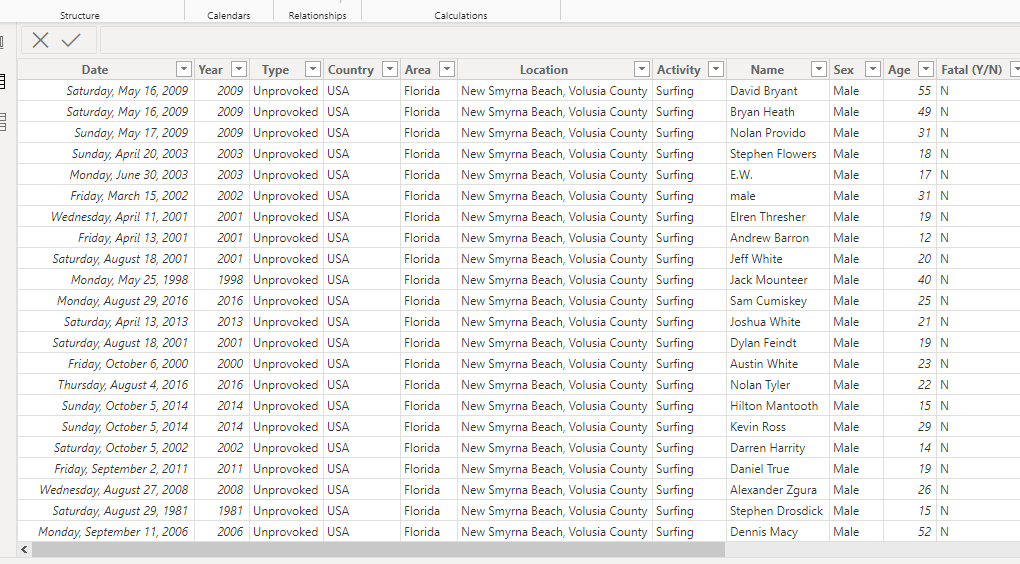 Structure Calendars Relationships Calculations
Date Year Type Country Area Location Activity Name Sex Age Fatal (Y/N)
Saturday, May 16, 2009 2009 Unprovoked USA Florida New Smyrna Beach, Volusia County Surfing David Bryant Male 55 N
Saturday, May 16, 2009 2009 Unprovoked USA Florida New Smyrna Beach, Volusia County Surfing Bryan Heath Male 49 N
Sunday, May 17, 2009 2009 Unprovoked USA Florida New Smyrna Beach, Volusia County Surfing Nolan Provido Male 31 N
Sunday, April 20, 2003 2003 Unprovoked USA Florida New Smyrna Beach, Volusia County Surfing Stephen Flowers Male 18 N
Monday, June 30, 2003 2003 Unprovoked USA Florida New Smyrna Beach, Volusia County Surfing E.W. Male 17 N
Friday, March 15, 2002 2002 Unprovoked USA Florida New Smyrna Beach, Volusia County Surfing male Male 31 N
Wednesday, April 11, 2001 2001 Unprovoked USA Florida New Smyrna Beach, Volusia County Surfing Elren Thresher Male 19 N
Friday, April 13, 2001 2001 Unprovoked USA Florida New Smyrna Beach, Volusia County Surfing Andrew Barron Male 12 N
Saturday, August 18, 2001 2001 Unprovoked USA Florida New Smyrna Beach, Volusia County Surfing Jeff White Male 20 N
Monday, May 25, 1998 1998 Unprovoked USA Florida New Smyrna Beach, Volusia County Surfing Jack Mounteer Male 40 N
Monday, August 29, 2016 2016 Unprovoked USA Florida New Smyrna Beach, Volusia County Surfing Sam Cumiskey Male 25 N
Saturday, April 13, 2013 2013 Unprovoked USA Florida New Smyrna Beach, Volusia County Surfing Joshua White Male 21 N
Saturday, August 18, 2001 2001 Unprovoked USA Florida New Smyrna Beach, Volusia County Surfing Dylan Feindt Male 19 N
Friday, October 6, 2000 2000 Unprovoked USA Florida New Smyrna Beach, Volusia County Surfing Austin White Male 23 N
Thursday, August 4, 2016 2016 Unprovoked USA Florida New Smyrna Beach, Volusia County Surfing Nolan Tyler Male 22 N
Sunday, October 5, 2014 2014 Unprovoked USA Florida New Smyrna Beach, Volusia County Surfing Hilton Mantooth Male 15 N
Sunday, October 5, 2014 2014 Unprovoked USA Florida New Smyrna Beach, Volusia County Surfing Kevin Ross Male 29 N
Saturday, October 5, 2002 2002 Unprovoked USA Florida New Smyrna Beach, Volusia County Surfing Darren Harrity Male 14 N
Friday, September 2, 2011 2011 Unprovoked USA Florida New Smyrna Beach, Volusia County Surfing Daniel True Male 19 N
Wednesday, August 27, 2008 2008 Unprovoked USA Florida New Smyrna Beach, Volusia County Surfing Alexander Zgura Male 26 N
Saturday, August 29, 1981 1981 Unprovoked USA Florida New Smyrna Beach, Volusia County Surfing Stephen Drosdick Male 15 N
Monday, September 11, 2006 2006 Unprovoked USA Florida New Smyrna Beach, Volusia County Surfing Dennis Macy Male 52 N